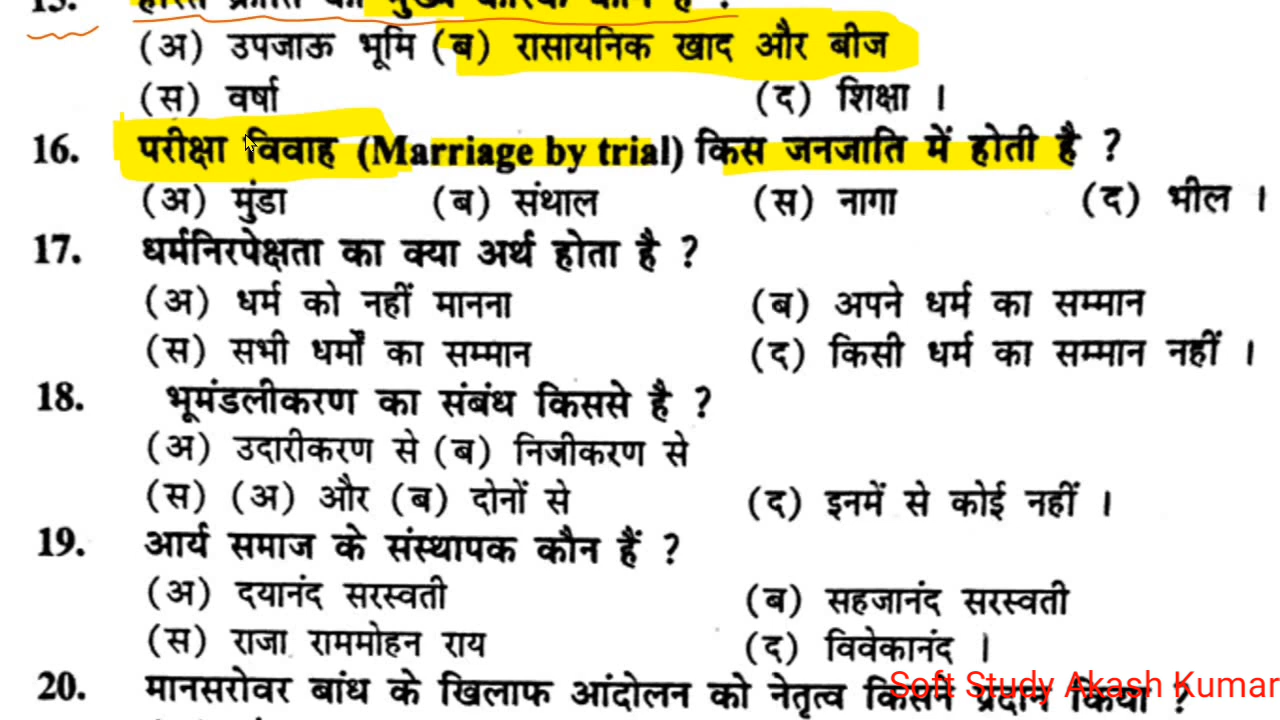 15. हरित क्रांति का मुख्य कारक कौन है ?
(अ) उपजाऊ भूमि (ब) रासायनिक खाद और बीज
(स) वर्षा (द) शिक्षा ।
16. परीक्षा विवाह (Marriage by trial) किस जनजाति में होती है ?
(अ) मुंडा (ब) संथाल (स) नागा (द) भील ।
17. धर्मनिरपेक्षता का क्या अर्थ होता है ?
(अ) धर्म को नहीं मानना (ब) अपने धर्म का सम्मान
(स) सभी धर्मों का सम्मान (द) किसी धर्म का सम्मान नहीं ।
18. भूमंडलीकरण का संबंध किससे है ?
(अ) उदारीकरण से (ब) निजीकरण से
(स) (अ) और (ब) दोनों से (द) इनमें से कोई नहीं ।
19. आर्य समाज के संस्थापक कौन हैं ?
(अ) दयानंद सरस्वती (ब) सहजानंद सरस्वती
(स) राजा राममोहन राय (द) विवेकानंद ।
20. मानसरोवर बांध के खिलाफ आंदोलन को नेतृत्व किसने प्रदान किया ?
Soft Study Akash Kumar